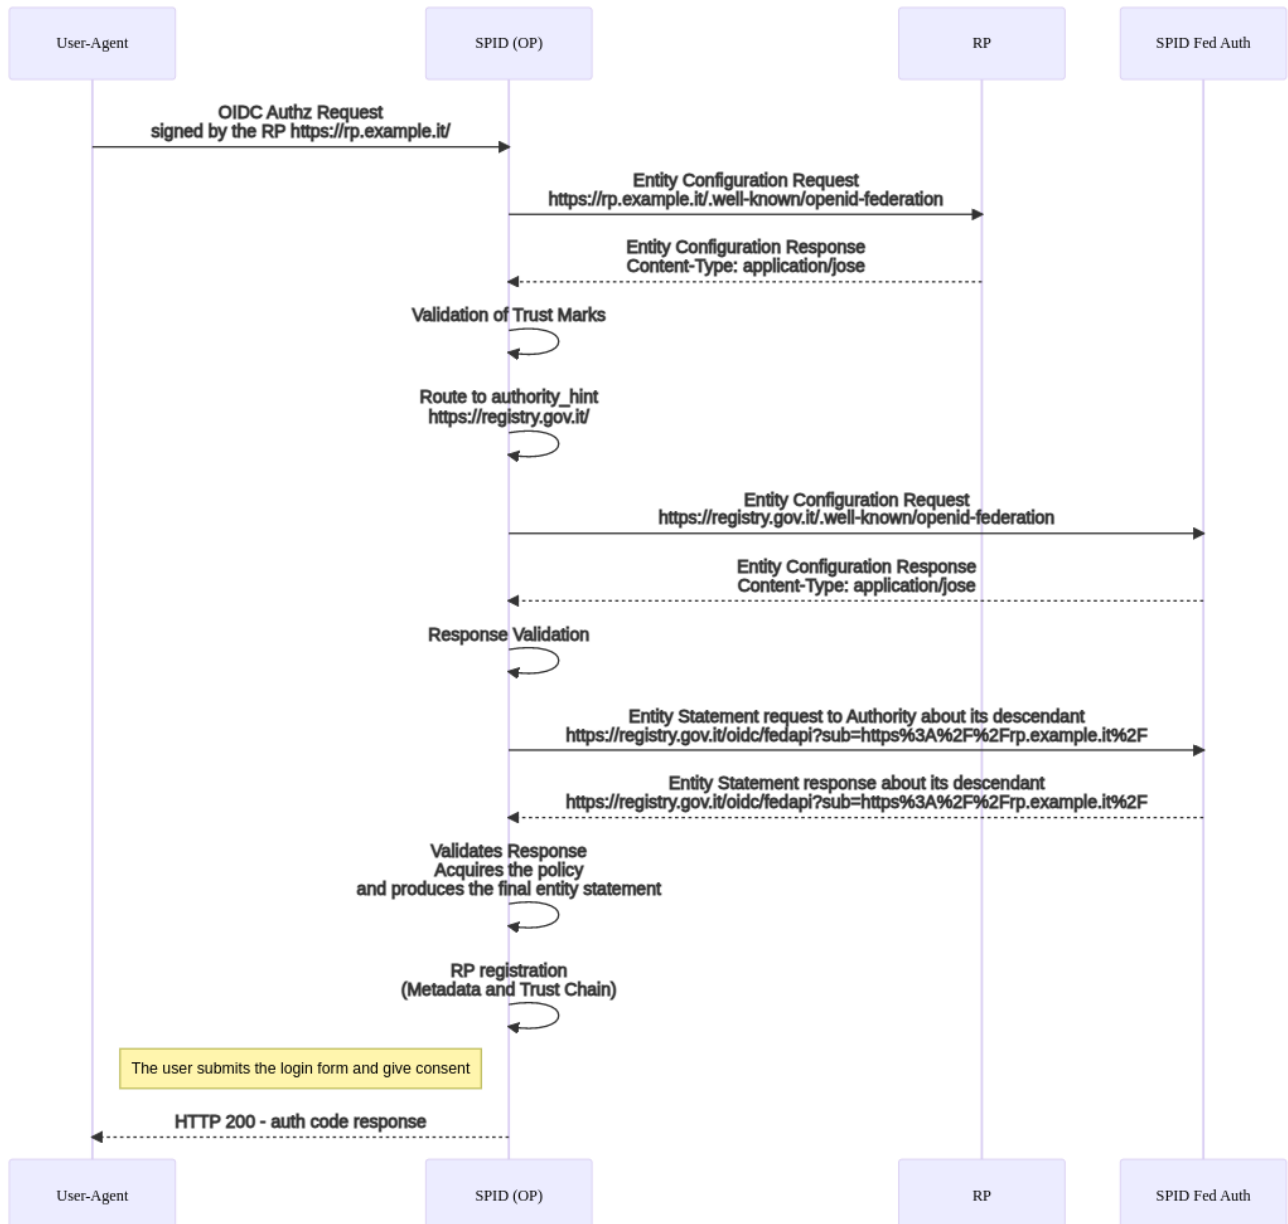 User-Agent
SPID (OP)
RP
SPID Fed Auth
OIDC Authz Request
signed by the RP https://rp.example.it/
Entity Configuration Request
https://rp.example.it/.well-known/openid-federation
Entity Configuration Response
Content-Type: application/jose
Validation of Trust Marks
Route to authority_hint
https://registry.gov.it/
Entity Configuration Request
https://registry.gov.it/.well-known/openid-federation
Entity Configuration Response
Content-Type: application/jose
Response Validation
Entity Statement request to Authority about its descendant
https://registry.gov.it/oidc/fedapi?sub=https%3A%2F%2Frp.example.it%2F
Entity Statement response about its descendant
https://registry.gov.it/oidc/fedapi?sub=https%3A%2F%2Frp.example.it%2F
Validates Response
Acquires the policy
and produces the final entity statement
RP registration
(Metadata and Trust Chain)
The user submits the login form and give consent
HTTP 200 - auth code response
User-Agent
SPID (OP)
RP
SPID Fed Auth